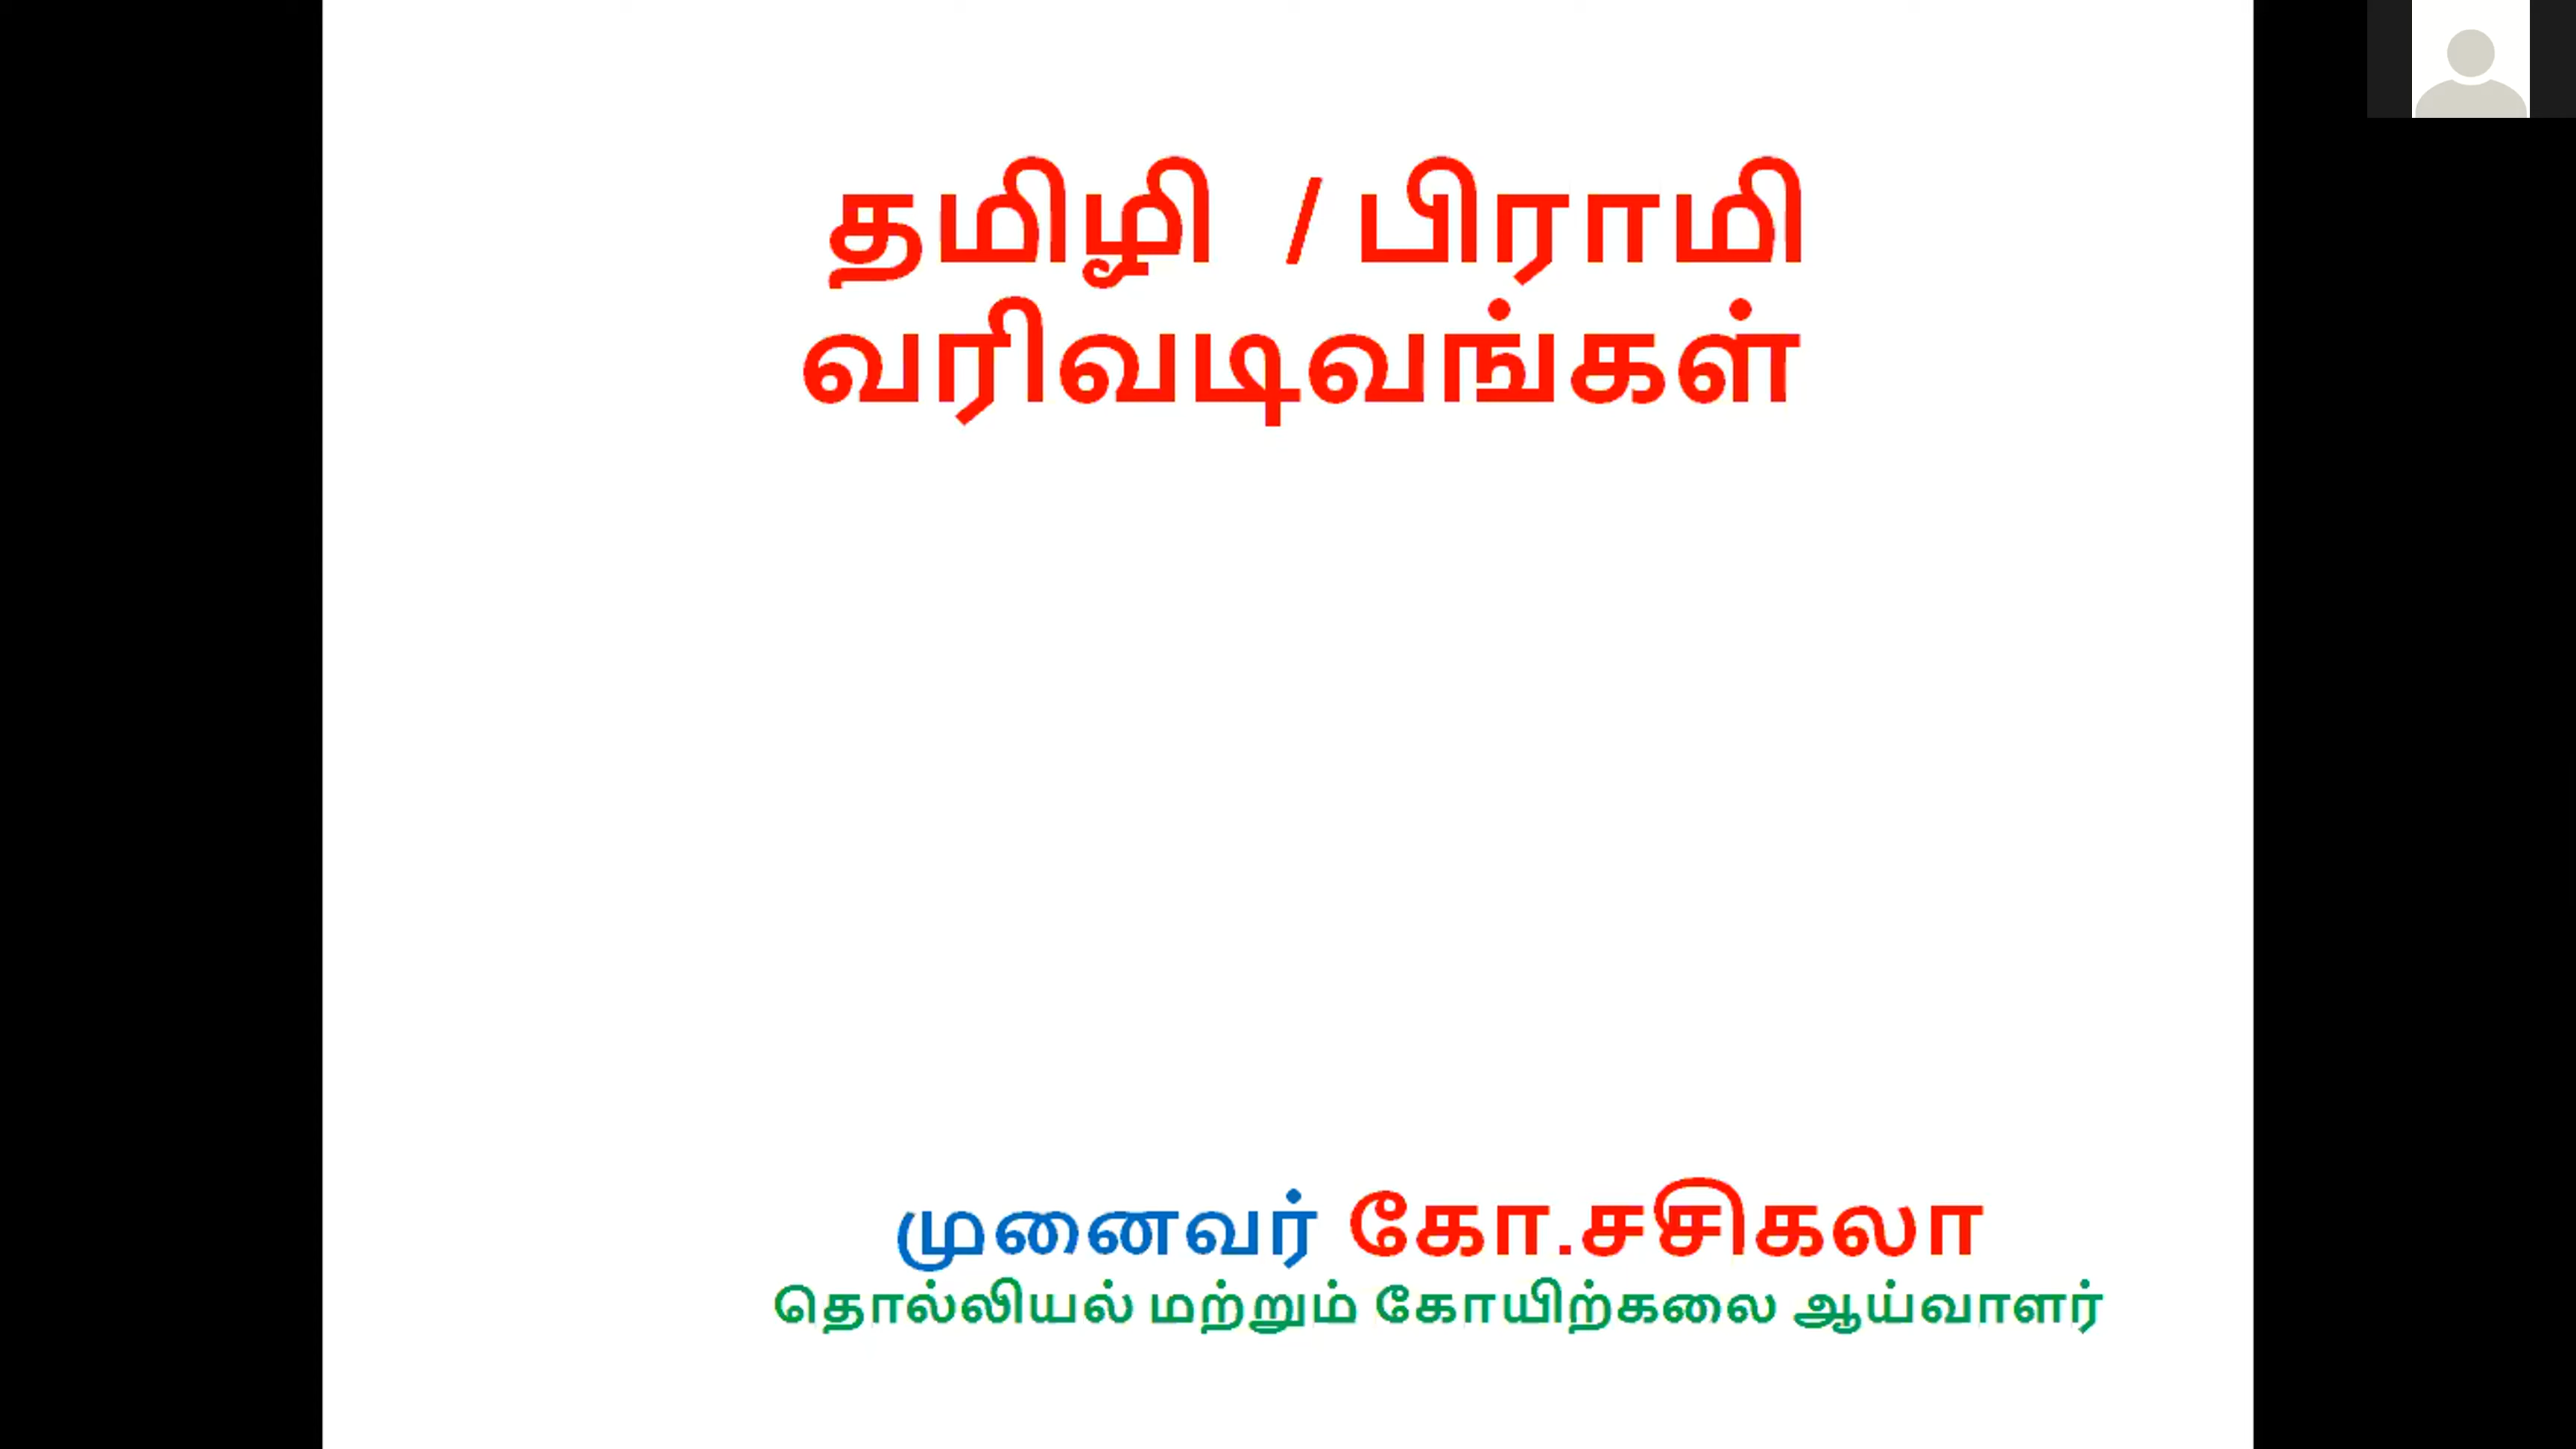 தமிழி / பிராமி
வரிவடிவங்கள்
முனைவர் கோ.சசிகலா
தொல்லியல் மற்றும் கோயிற்கலை ஆய்வாளர்